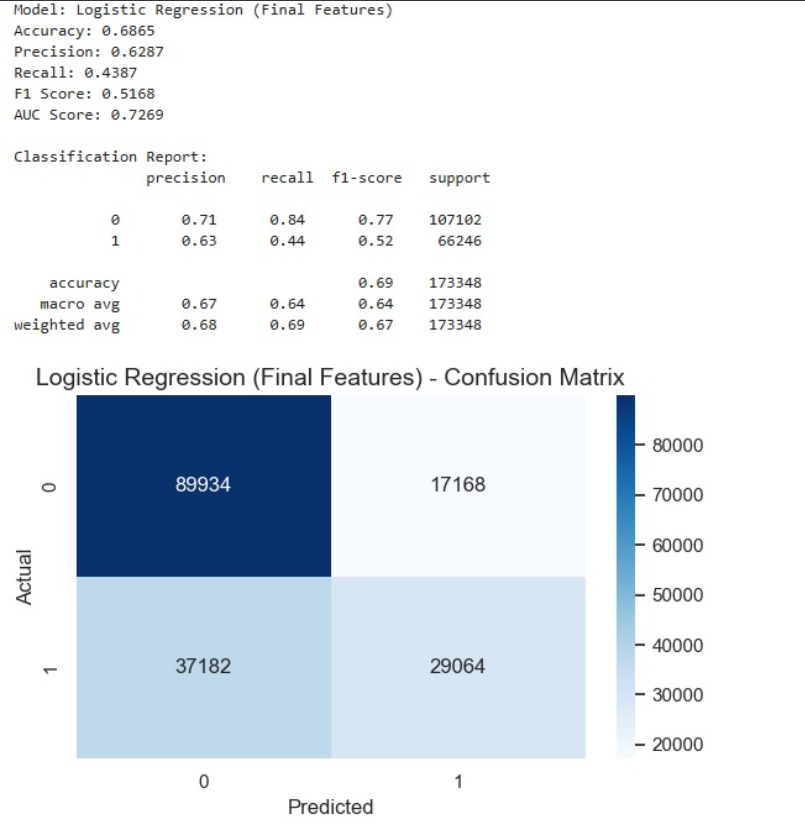 Model: Logistic Regression (Final Features)
Accuracy: 0.6865
Precision: 0.6287
Recall: 0.4387
F1 Score: 0.5168
AUC Score: 0.7269
Classification Report:
precision recall f1-score support
0 0.71 0.84 0.77 107102
1 0.63 0.44 0.52 66246
accuracy 0.69 173348
macro avg 0.67 0.64 0.64 173348
weighted avg 0.68 0.69 0.67 173348
Logistic Regression (Final Features) - Confusion Matrix
Actual
0
1
89934 17168
37182 29064
0 1
Predicted
80000
70000
60000
50000
40000
30000
20000